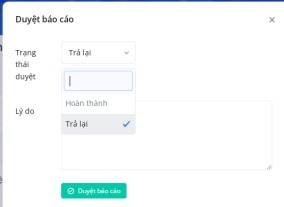 Duyệt báo cáo
Trạng thái duyệt
Trả lại
Hoàn thành
Trả lại
Lý do
Duyệt báo cáo